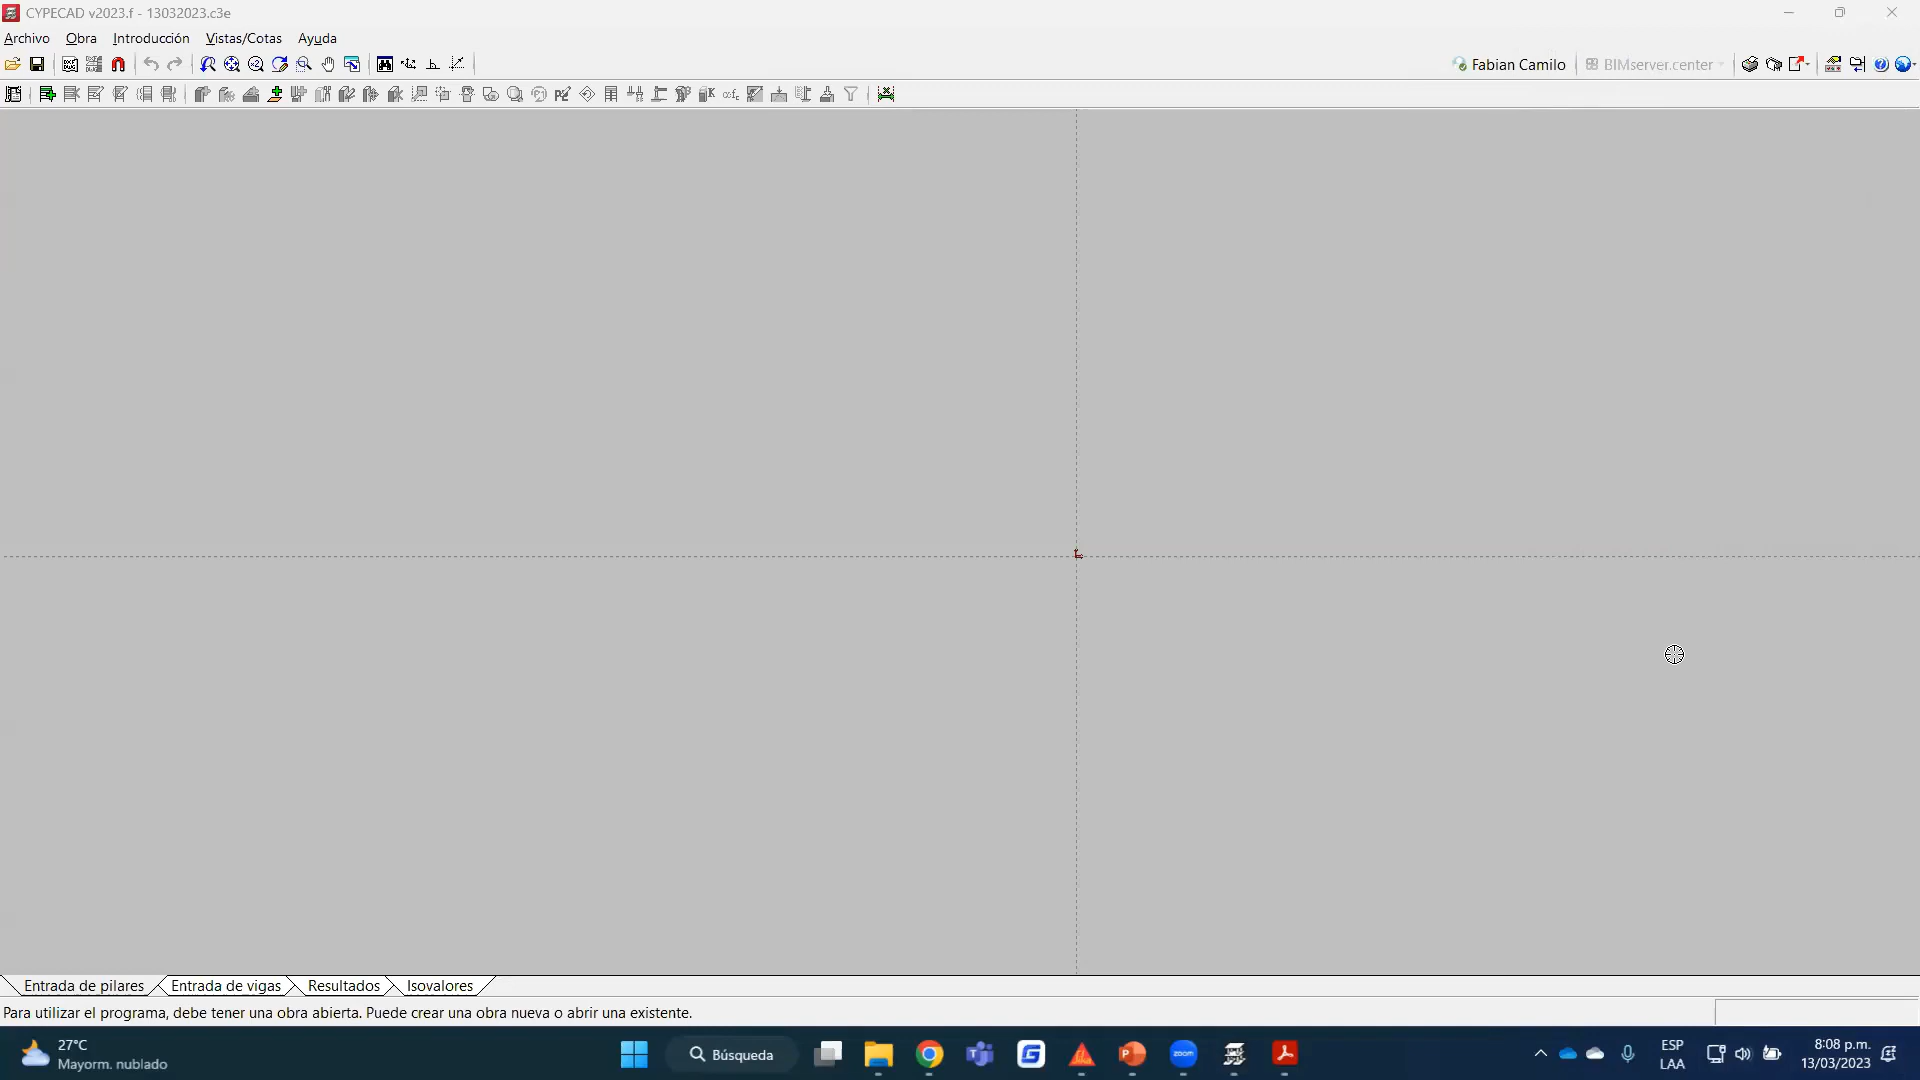 CYPECAD v2023.f - 13032023.c3e
Archivo Obra Introducción Vistas/Cotas Ayuda
Fabian Camilo BIMserver.center
Entrada de pilares Entrada de vigas Resultados Isovalores
Para utilizar el programa, debe tener una obra abierta. Puede crear una obra nueva o abrir una existente.
27°C
Mayorm. nublado
Búsqueda
zoom
ESP
LAA
8:08 p.m.
13/03/2023